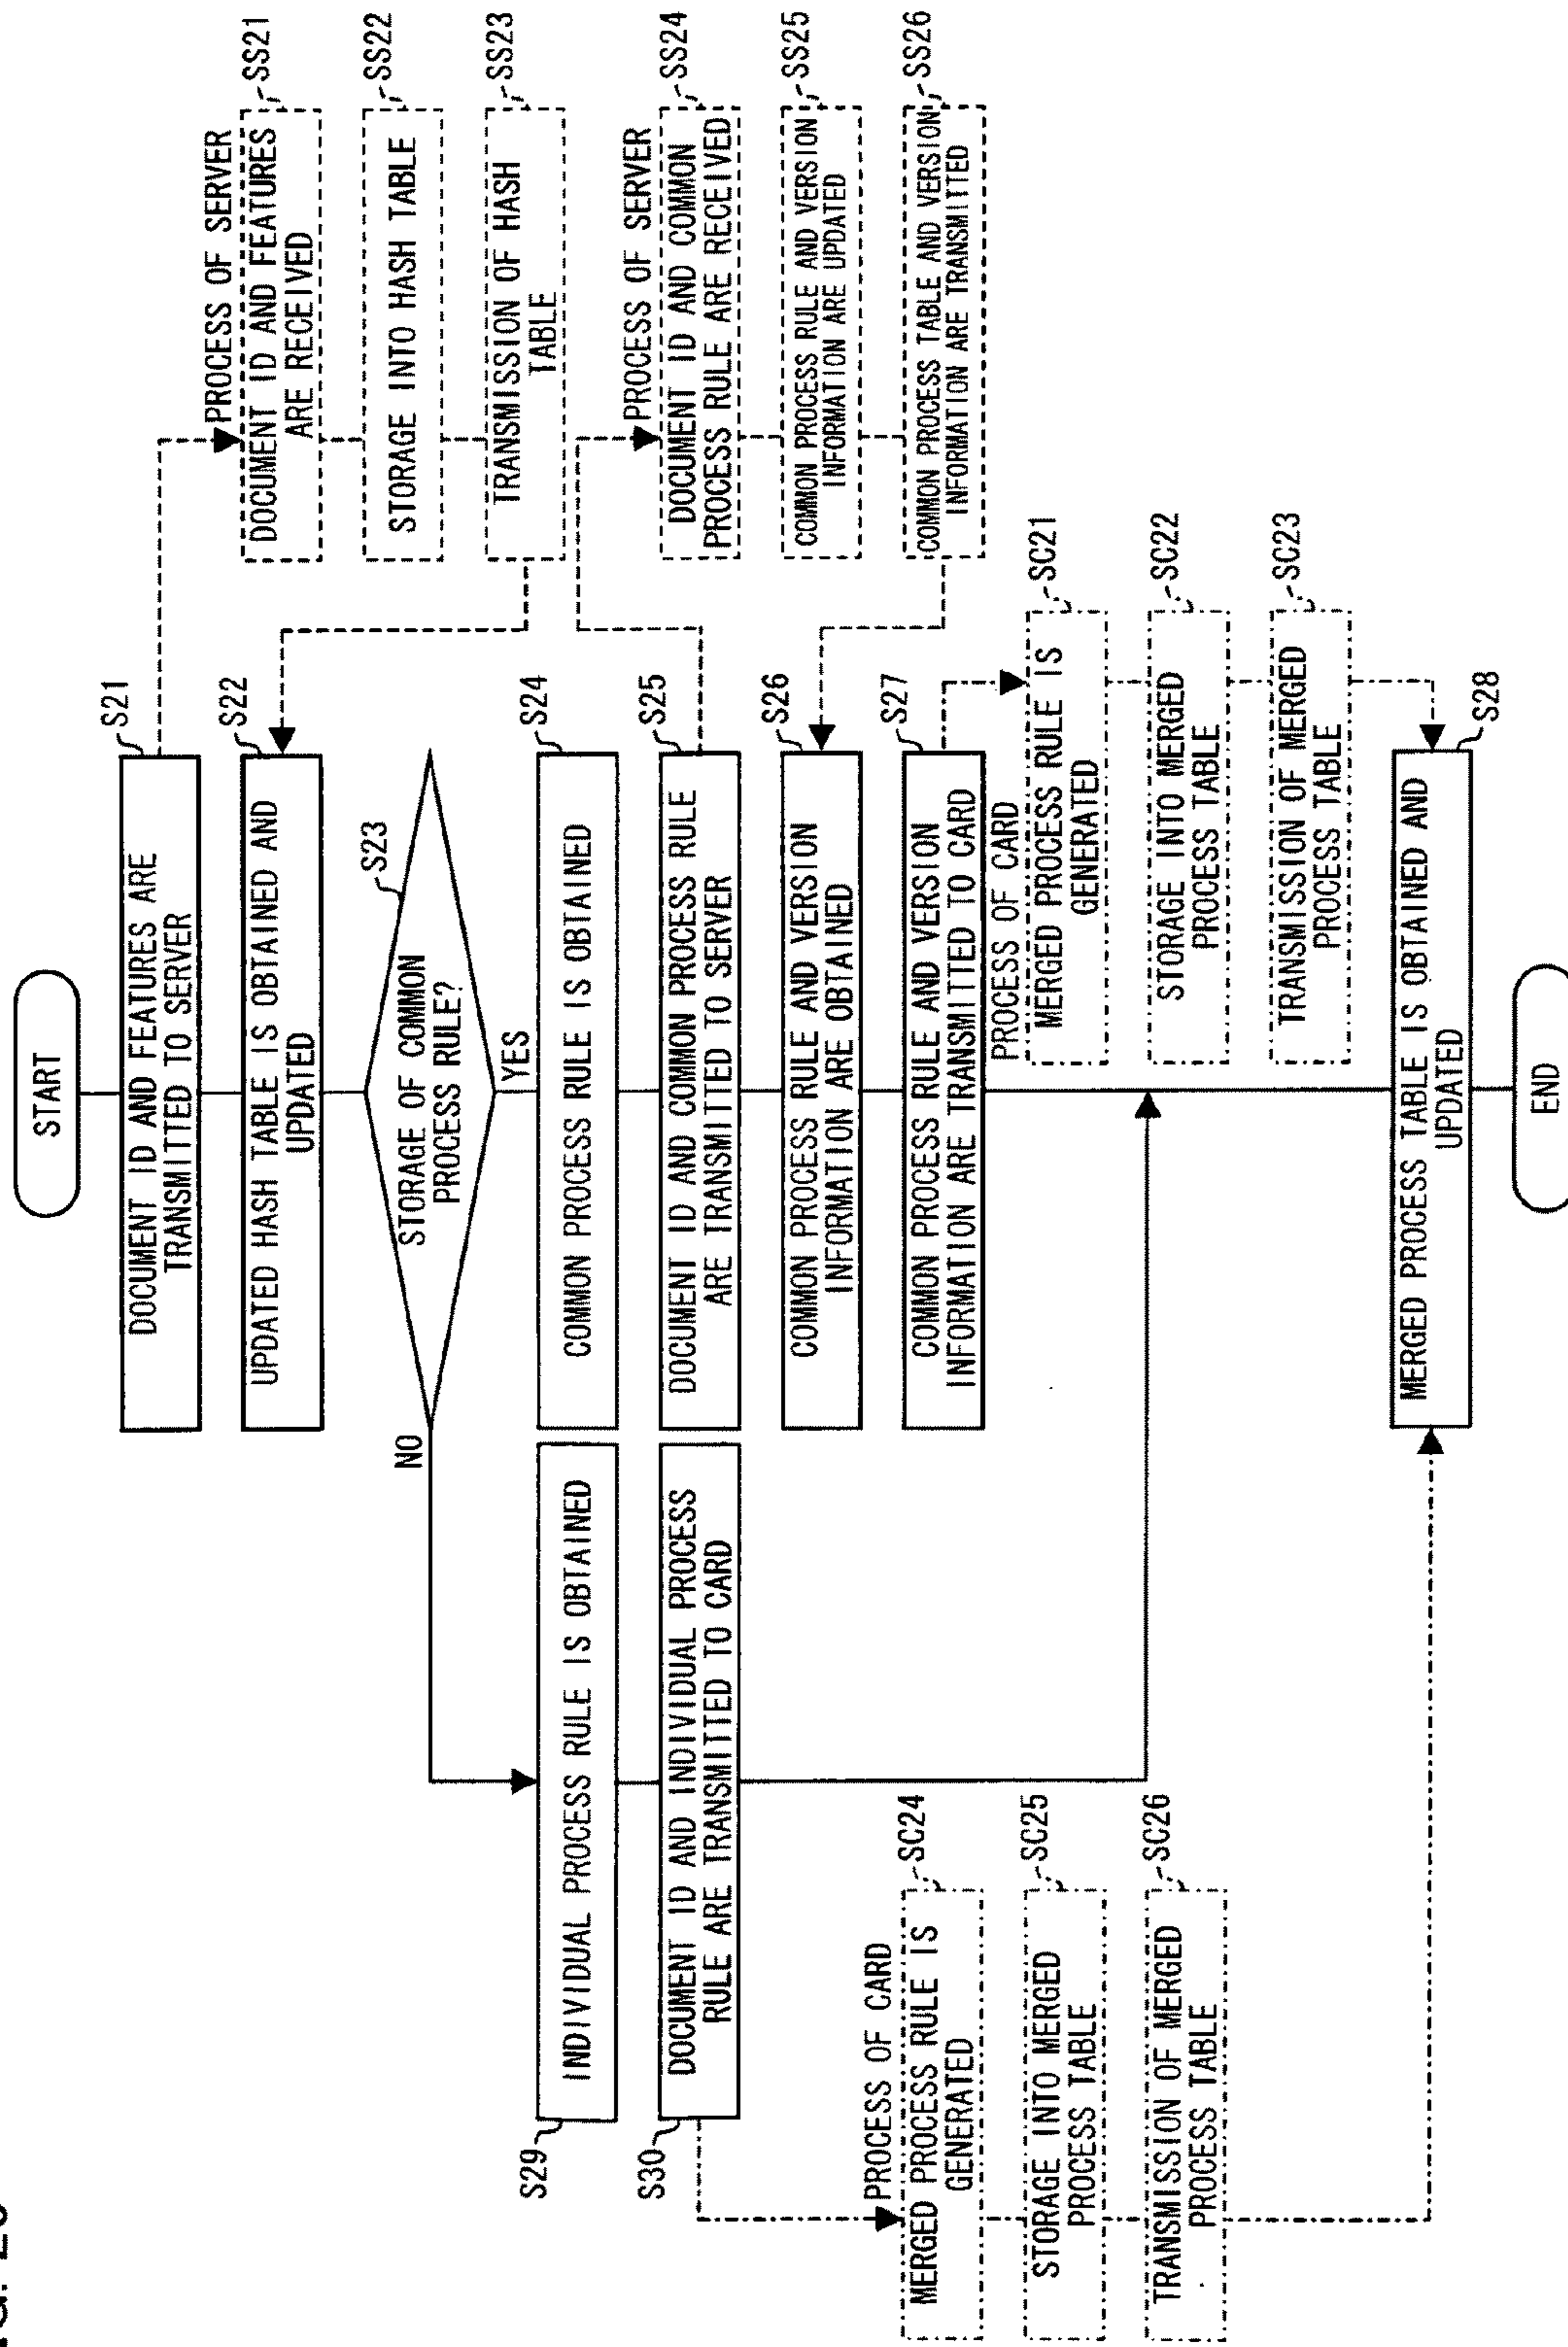 START
DOCUMENT ID AND FEATURES ARE
TRANSMITTED TO SERVER
S21
UPDATED HASH TABLE IS OBTAINED AND
UPDATED
S22
STORAGE OF COMMON
PROCESS RULE?
S23
NO
YES
COMMON PROCESS RULE IS OBTAINED
S24
DOCUMENT ID AND COMMON PROCESS RULE
ARE TRANSMITTED TO SERVER
S25
COMMON PROCESS RULE AND VERSION
INFORMATION ARE OBTAINED
S26
COMMON PROCESS RULE AND VERSION
INFORMATION ARE TRANSMITTED TO CARD
S27
PROCESS OF SERVER
DOCUMENT ID AND FEATURES
ARE RECEIVED
SS21
STORAGE INTO HASH TABLE
SS22
TRANSMISSION OF HASH
TABLE
SS23
PROCESS OF SERVER
DOCUMENT ID AND COMMON
PROCESS RULE ARE RECEIVED
SS24
COMMON PROCESS RULE AND VERSION
INFORMATION ARE UPDATED
SS25
COMMON PROCESS TABLE AND VERSION
INFORMATION ARE TRANSMITTED
SS26
PROCESS OF CARD
MERGED PROCESS RULE IS
GENERATED
SC21
STORAGE INTO MERGED
PROCESS TABLE
SC22
TRANSMISSION OF MERGED
PROCESS TABLE
SC23
S29
INDIVIDUAL PROCESS RULE IS OBTAINED
S30
DOCUMENT ID AND INDIVIDUAL PROCESS
RULE ARE TRANSMITTED TO CARD
PROCESS OF CARD
MERGED PROCESS RULE IS
GENERATED
SC24
STORAGE INTO MERGED
PROCESS TABLE
SC25
TRANSMISSION OF MERGED
PROCESS TABLE
SC26
MERGED PROCESS TABLE IS OBTAINED AND
UPDATED
S28
END